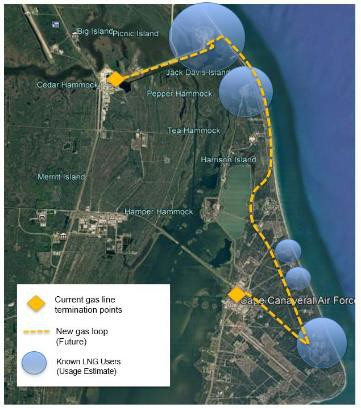 Big Island
Picnic Island
Jack Davis Island
Cedar Hammock
Pepper Hammock
Tea Hammock
Harrison Island
Merritt Island
Hamper Hammock
Cape Canaveral Air Force
Current gas line
termination points
New gas loop
(Future)
Known LNG Users
(Usage Estimate)